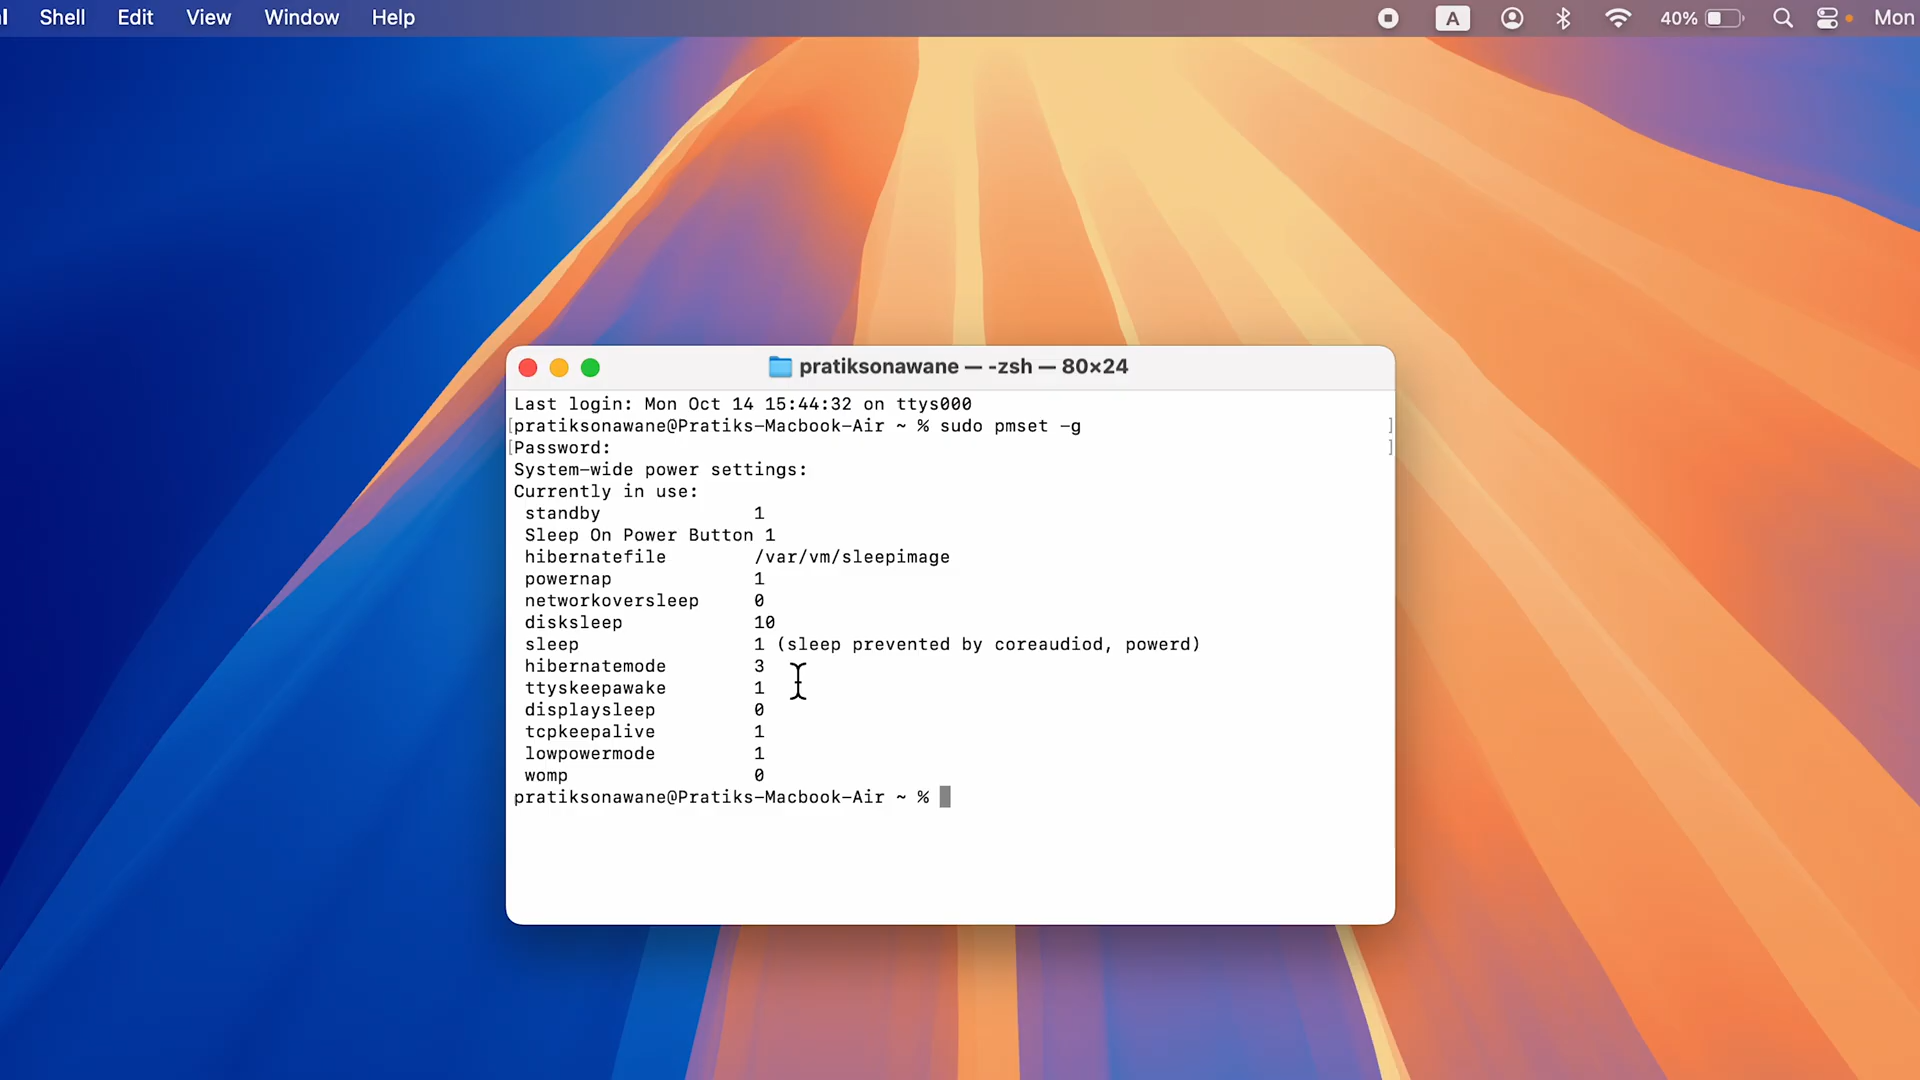 Shell Edit View Window Help A 40% Mon
pratiksonawane — -zsh — 80×24
Last login: Mon Oct 14 15:44:32 on ttys000
[pratiksonawane@Pratiks-Macbook-Air ~ % sudo pmset -g ]
[Password: ]
System-wide power settings:
Currently in use:
standby 1
Sleep On Power Button 1
hibernatefile /var/vm/sleepimage
powernap 1
networkoversleep 0
disksleep 10
sleep 1 (sleep prevented by coreaudiod, powerd)
hibernatemode 3
ttyskeepawake 1
displaysleep 0
tcpkeepalive 1
lowpowermode 1
womp 0
pratiksonawane@Pratiks-Macbook-Air ~ %